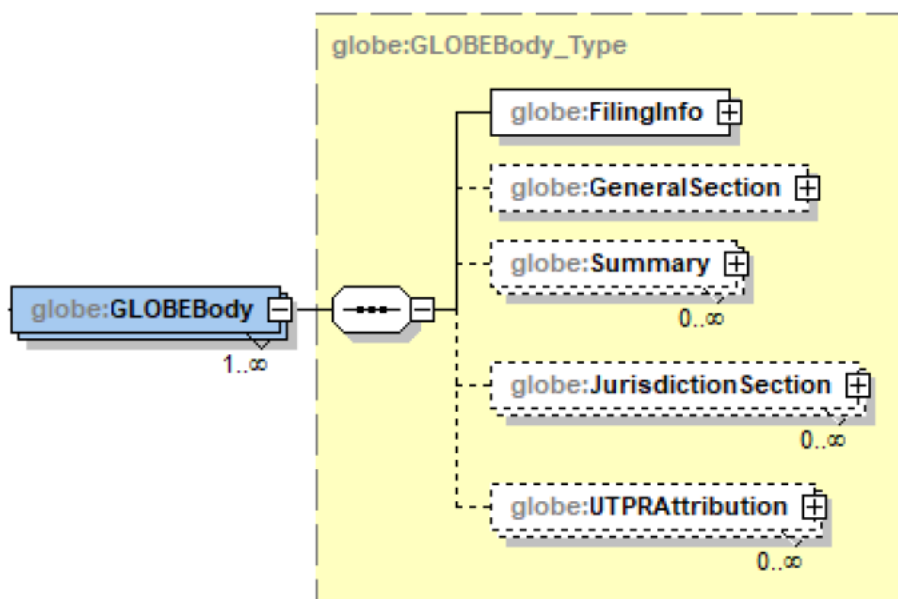 globe:GLOBEBody_Type
globe:FilingInfo
globe:GeneralSection
globe:Summary
0..∞
globe:GLOBEBody
1..∞
globe:JurisdictionSection
0..∞
globe:UTPRAttribution
0..∞